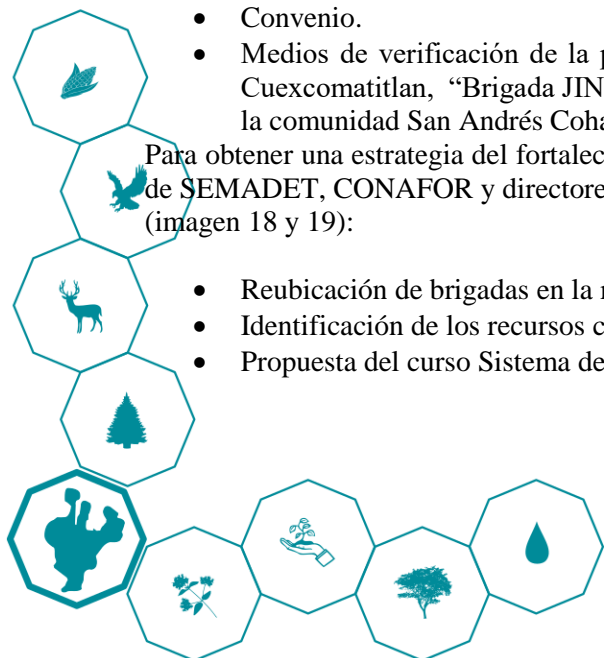 • Convenio.
• Medios de verificación de la
Cuexcomatitlan, “Brigada JIN
la comunidad San Andrés Coha
Para obtener una estrategia del fortalec
de SEMADET, CONAFOR y directore
(imagen 18 y 19):
• Reubicación de brigadas en la
• Identificación de los recursos
• Propuesta del curso Sistema de